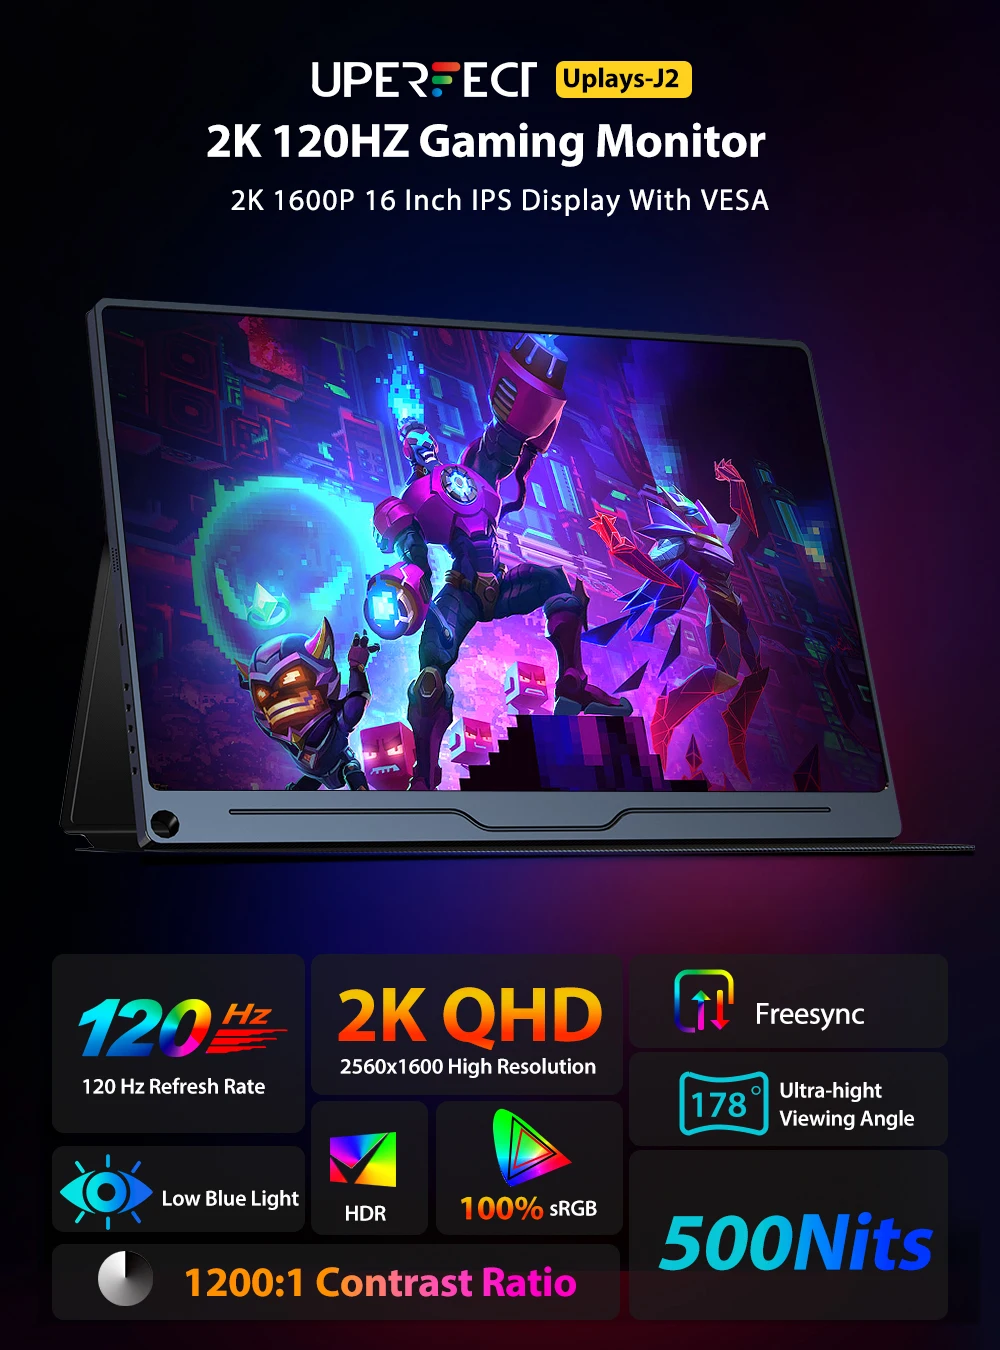 UPERFECT Uplays-J2
2K 120HZ Gaming Monitor
2K 1600P 16 Inch IPS Display With VESA
120 Hz
120 Hz Refresh Rate
2K QHD
2560x1600 High Resolution
Freesync
178°
Ultra-hight
Viewing Angle
Low Blue Light
HDR
100% sRGB
500Nits
1200:1 Contrast Ratio